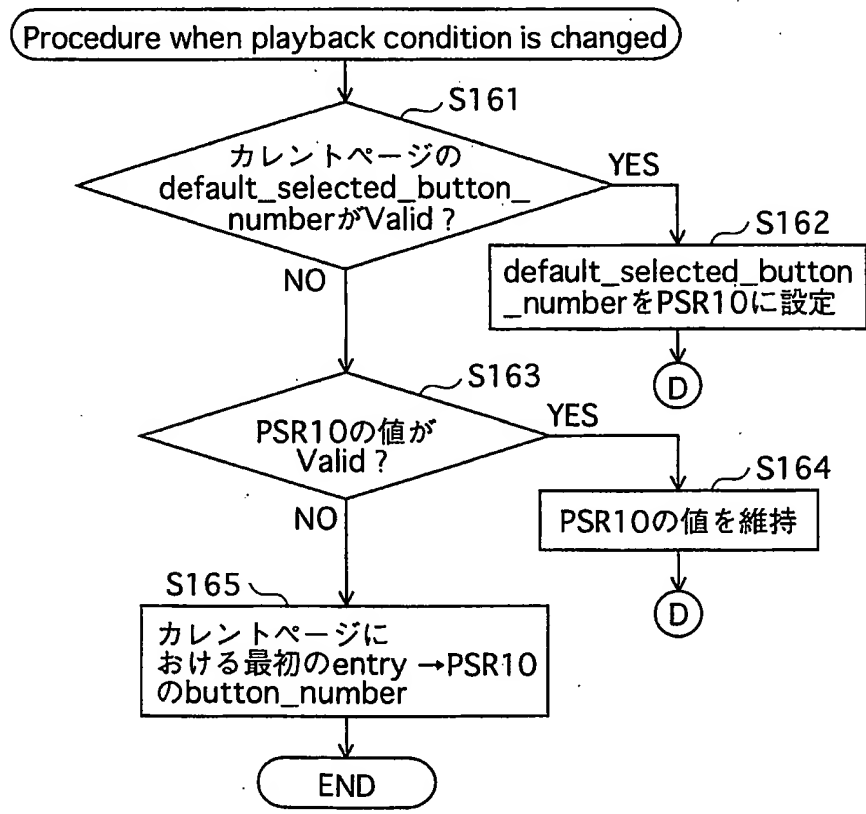 Procedure when playback condition is changed
S161
カレントページの
default_selected_button_
numberがValid ?
YES
S162
default_selected_button
_numberをPSR10に設定
D
NO
S163
PSR10の値が
Valid ?
YES
S164
PSR10の値を維持
D
NO
S165
カレントページに
おける最初のentry →PSR10
のbutton_number
END